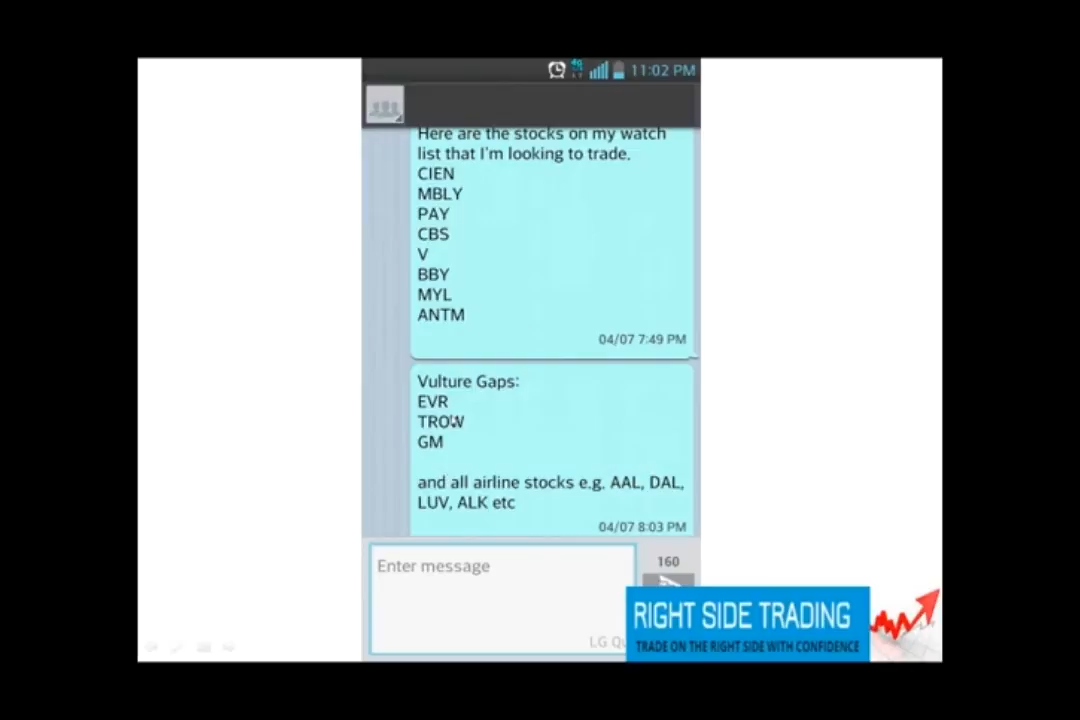 11:02 PM
Here are the stocks on my watch
list that I'm looking to trade.
CIEN
MBLY
PAY
CBS
V
BBY
MYL
ANTM
04/07 7:49 PM
Vulture Gaps:
EVR
TROW
GM
and all airline stocks e.g. AAL, DAL,
LUV, ALK etc
04/07 8:03 PM
Enter message
160
LG
RIGHT SIDE TRADING
TRADE ON THE RIGHT SIDE WITH CONFIDENCE